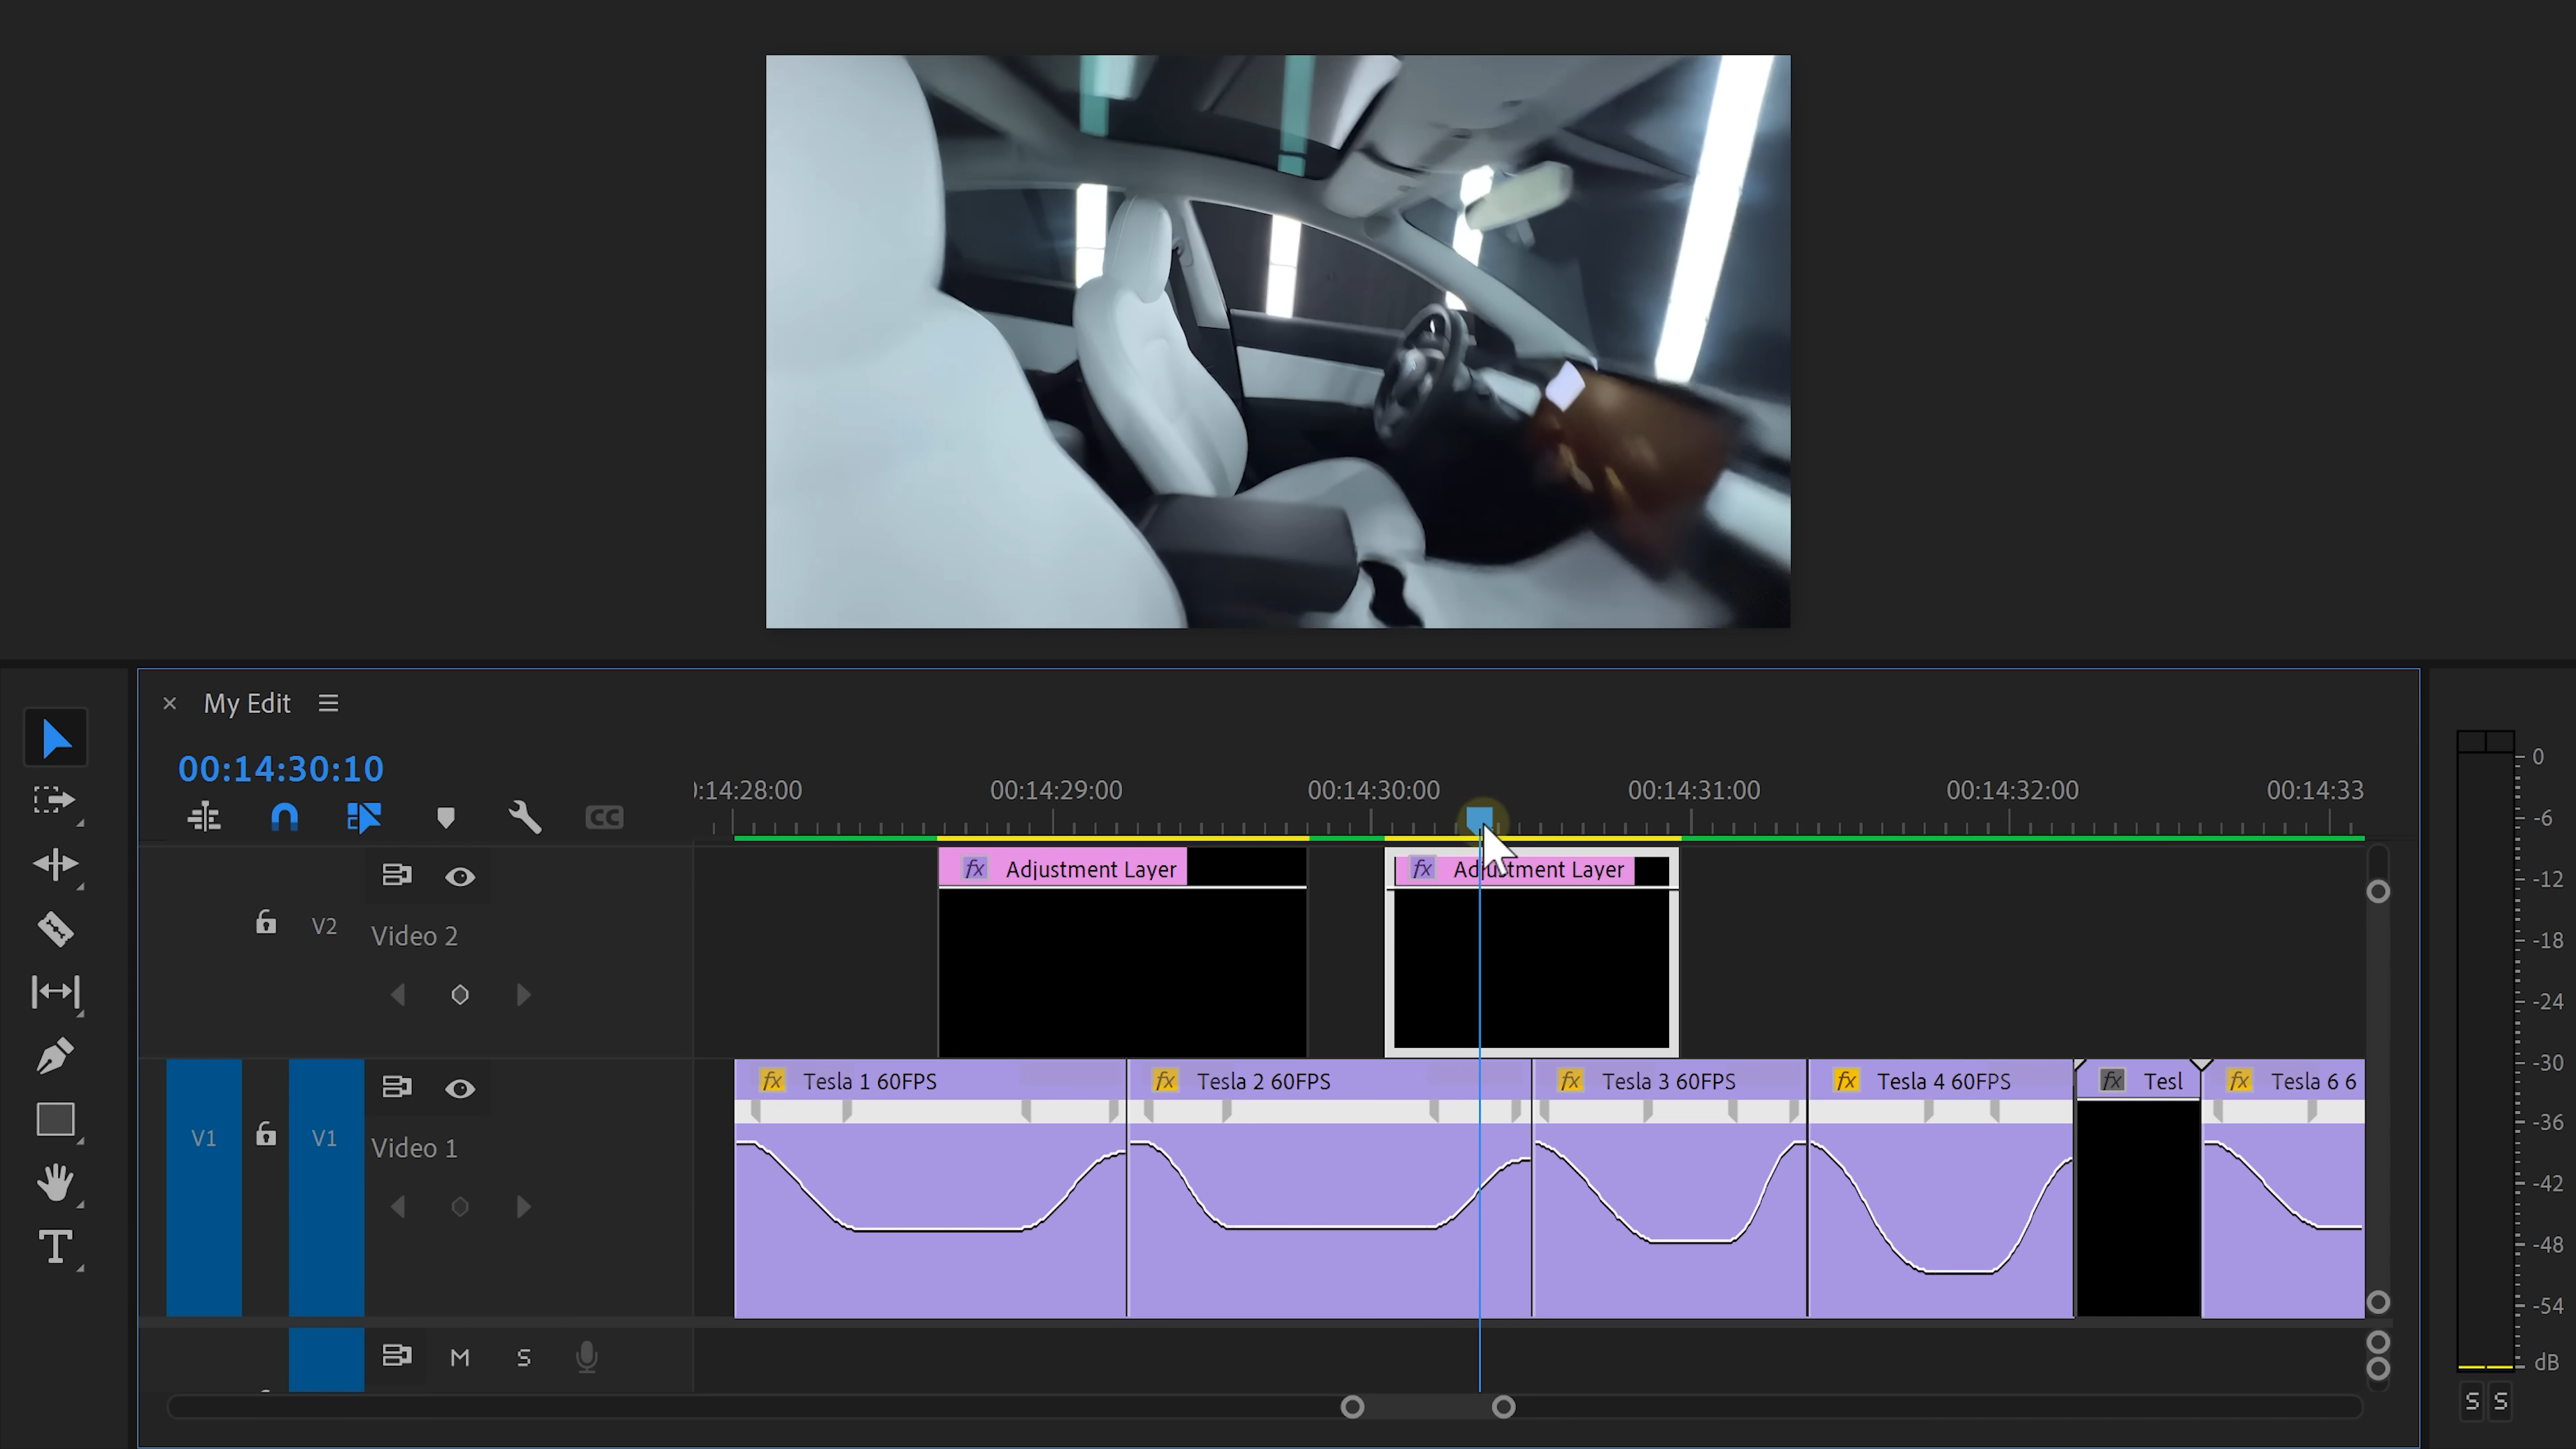 My Edit
00:14:30:10
:14:28:00
00:14:29:00
00:14:30:00
00:14:31:00
00:14:32:00
00:14:33
CC
fx Adjustment Layer
fx Adjustment Layer
V2
Video 2
fx Tesla 1 60FPS
fx Tesla 2 60FPS
fx Tesla 3 60FPS
fx Tesla 4 60FPS
fx Tesl
fx Tesla 6 6
V1
V1
Video 1
M
S
T
0
-6
-12
-18
-24
-30
-36
-42
-48
-54
dB
S
S